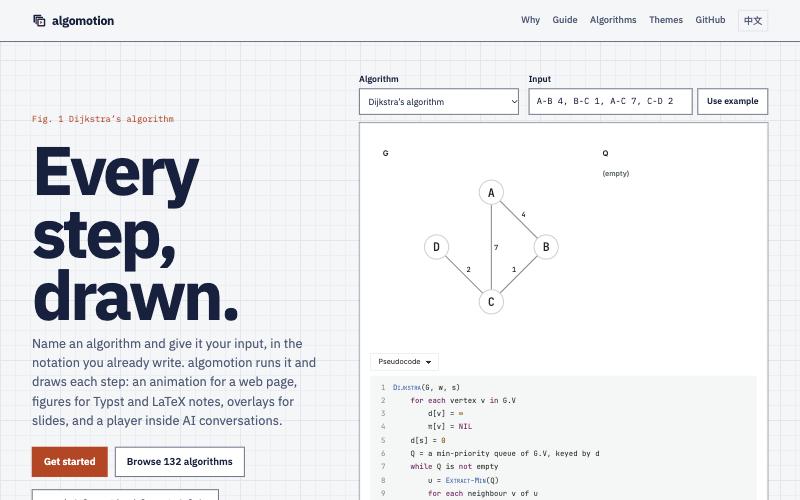 algomotion
Why Guide Algorithms Themes GitHub 中文
Algorithm
Input
Dijkstra's algorithm
A-B 4, B-C 1, A-C 7, C-D 2
Use example
Fig. 1 Dijkstra's algorithm
Every
step,
drawn.
Name an algorithm and give it your input, in the
notation you already write. algomotion runs it and
draws each step: an animation for a web page,
figures for Typst and LaTeX notes, overlays for
slides, and a player inside AI conversations.
Get started
Browse 132 algorithms
G
Q
(empty)
A
4
D
7
B
2
1
C
Pseudocode
1 Dijkstra(G, w, s)
2 for each vertex v in G.V
3 d[v] = ∞
4 π[v] = NIL
5 d[s] = 0
6 Q = a min-priority queue of G.V, keyed by d
7 while Q is not empty
8 u = Extract-Min(Q)
9 for each neighbour v of u